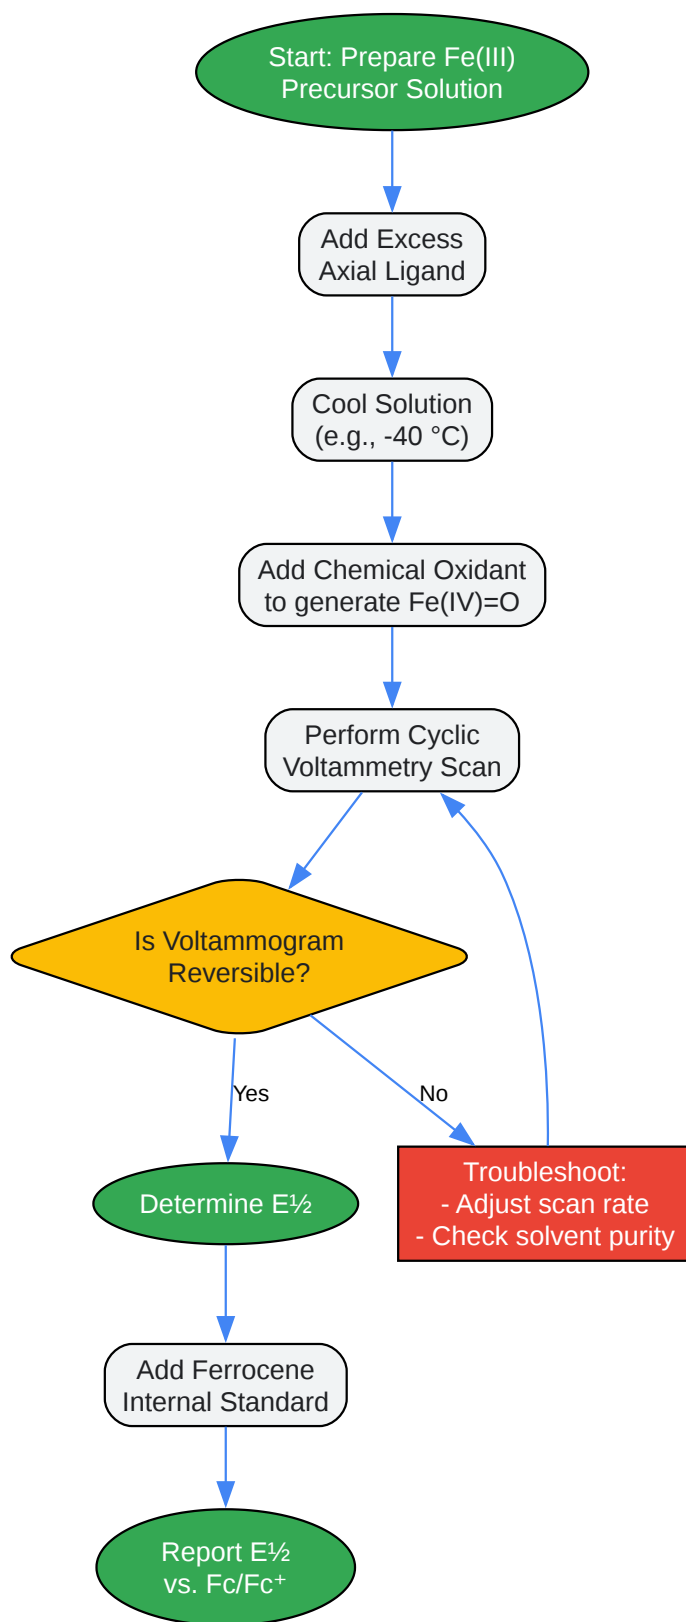 Start: Prepare Fe(III)
Precursor Solution
Add Excess
Axial Ligand
Cool Solution
(e.g., -40 °C)
Add Chemical Oxidant
to generate Fe(IV)=O
Perform Cyclic
Voltammetry Scan
Is Voltammogram
Reversible?
Yes
No
Troubleshoot:
- Adjust scan rate
- Check solvent purity
Determine E½
Add Ferrocene
Internal Standard
Report E½
vs. Fc/Fc⁺